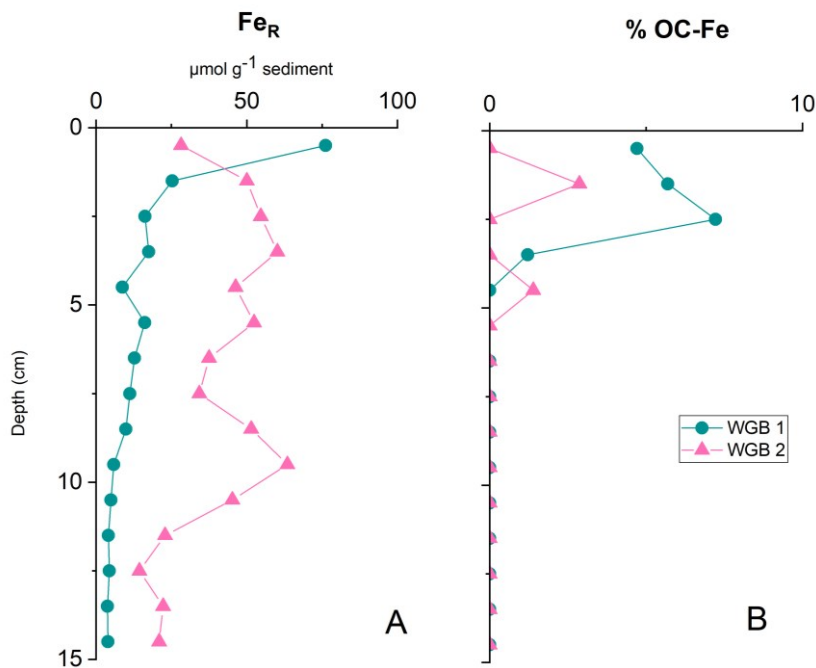 Fe_R
% OC-Fe
µmol g⁻¹ sediment
0 50 100
0 10
0
5
10
15
Depth (cm)
WGB 1
WGB 2
A
B